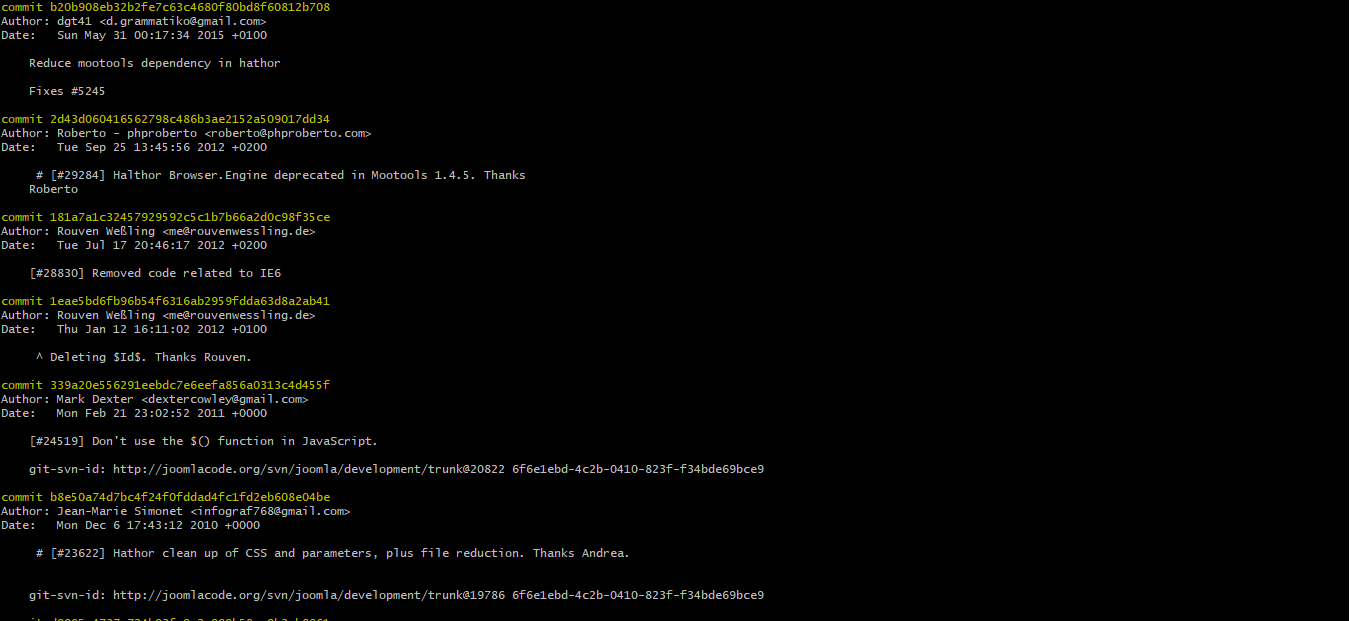 commit b20b908eb32b2fe7c63c4680f80bd8f60812b708
Author: dgt41 <d.grammatiko@gmail.com>
Date:   Sun May 31 00:17:34 2015 +0100
Reduce mootools dependency in hathor
Fixes #5245
commit 2d43d060416562798c486b3ae2152a509017dd34
Author: Roberto - phproberto <roberto@phproberto.com>
Date:   Tue Sep 25 13:45:56 2012 +0200
# [#29284] Halthor Browser.Engine deprecated in Mootools 1.4.5. Thanks
Roberto
commit 181a7a1c32457929592c5c1b7b66a2d0c98f35ce
Author: Rouven Weßling <me@rouvenwessling.de>
Date:   Tue Jul 17 20:46:17 2012 +0200
[#28830] Removed code related to IE6
commit 1eae5bd6fb96b54f6316ab2959fdda63d8a2ab41
Author: Rouven Weßling <me@rouvenwessling.de>
Date:   Thu Jan 12 16:11:02 2012 +0100
^ Deleting $Id$. Thanks Rouven.
commit 339a20e556291eebdc7e6eefa856a0313c4d455f
Author: Mark Dexter <dextercowley@gmail.com>
Date:   Mon Feb 21 23:02:52 2011 +0000
[#24519] Don't use the $() function in JavaScript.
git-svn-id: http://joomlacode.org/svn/joomla/development/trunk@20822 6f6e1ebd-4c2b-0410-823f-f34bde69bce9
commit b8e50a74d7bc4f24f0fddad4fc1fd2eb608e04be
Author: Jean-Marie Simonet <infograf768@gmail.com>
Date:   Mon Dec 6 17:43:12 2010 +0000
# [#23622] Hathor clean up of CSS and parameters, plus file reduction. Thanks Andrea.
git-svn-id: http://joomlacode.org/svn/joomla/development/trunk@19786 6f6e1ebd-4c2b-0410-823f-f34bde69bce9